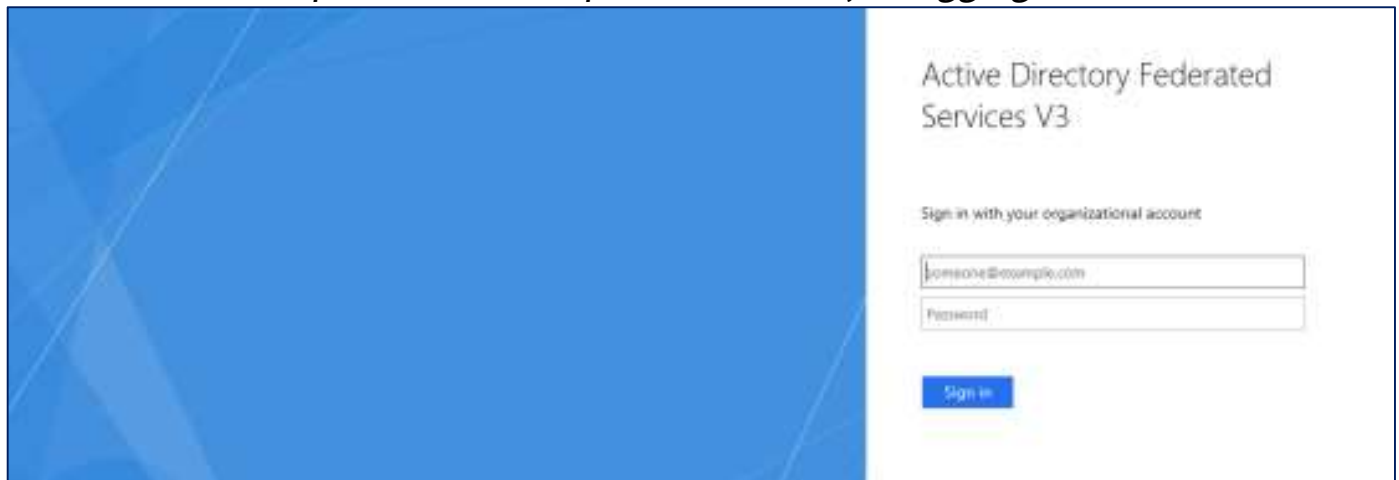 Active Directory Federated
Services V3
Sign in with your organizational account
someone@example.com
Password
Sign in